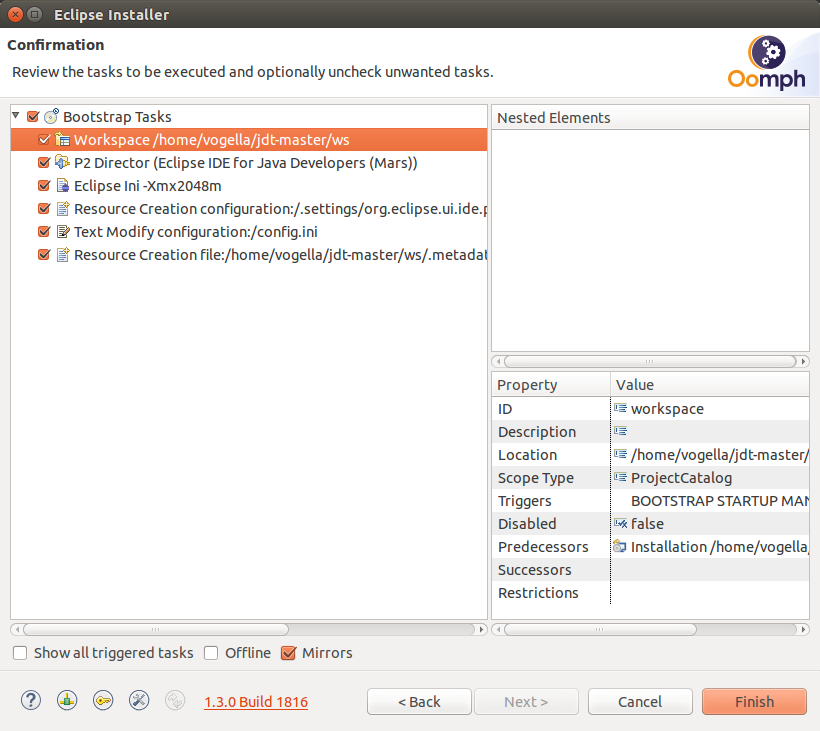 Eclipse Installer
Confirmation
Review the tasks to be executed and optionally uncheck unwanted tasks.
Oomph
Bootstrap Tasks
Workspace /home/vogella/jdt-master/ws
P2 Director (Eclipse IDE for Java Developers (Mars))
Eclipse Ini -Xmx2048m
Resource Creation configuration:/.settings/org.eclipse.ui.ide.p
Text Modify configuration:/config.ini
Resource Creation file:/home/vogella/jdt-master/ws/.metadat
Nested Elements
Property Value
ID workspace
Description
Location /home/vogella/jdt-master/
Scope Type ProjectCatalog
Triggers BOOTSTRAP STARTUP MAN
Disabled false
Predecessors Installation /home/vogella/
Successors
Restrictions
Show all triggered tasks Offline Mirrors
? 1.3.0 Build 1816 < Back Next > Cancel Finish